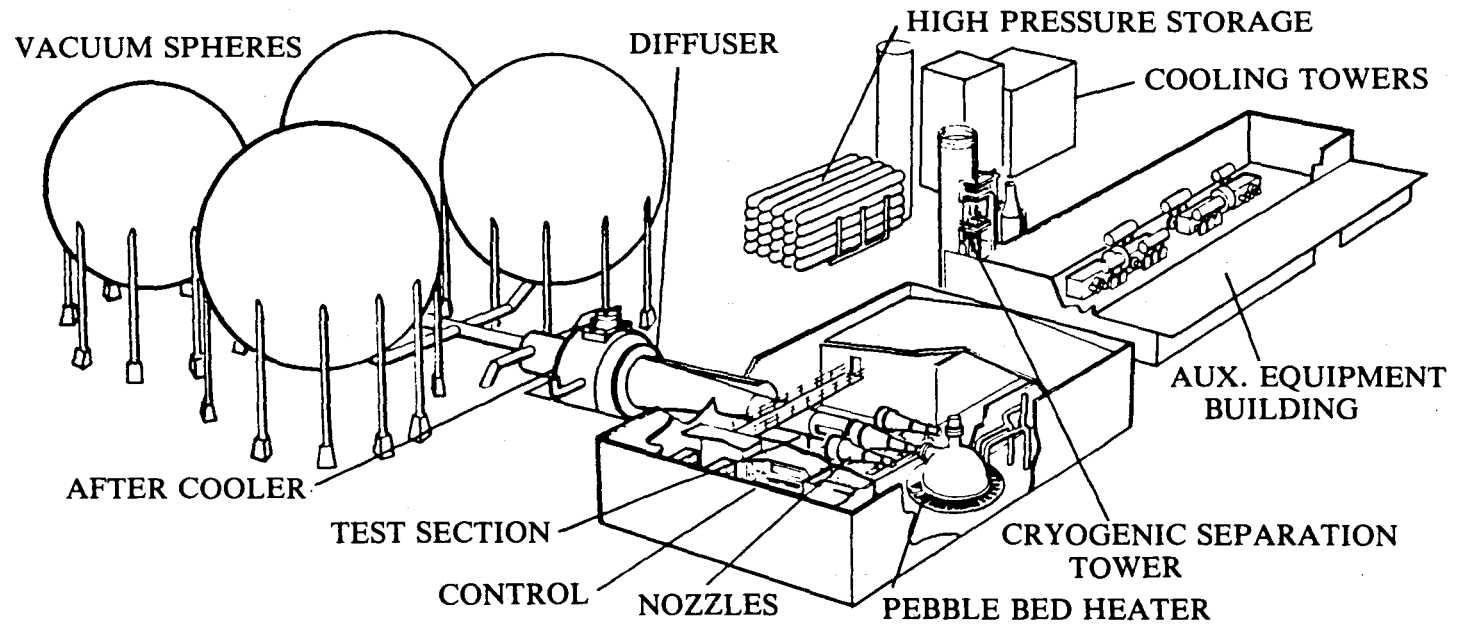 HIGH PRESSURE STORAGE
VACUUM SPHERES
DIFFUSER
COOLING TOWERS
AUX. EQUIPMENT
BUILDING
AFTER COOLER
TEST SECTION
CRYOGENIC SEPARATION
TOWER
CONTROL
NOZZLES
PEBBLE BED HEATER